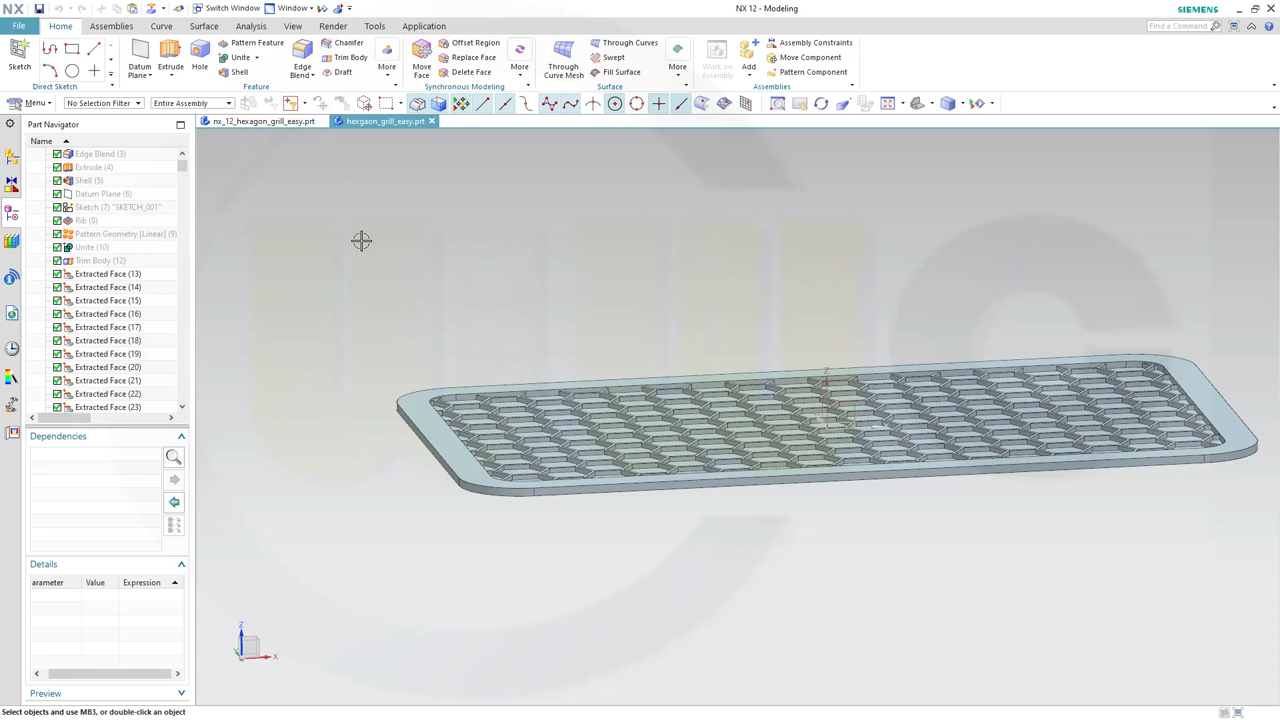 NX
Switch Window
Window
NX 12 - Modeling
SIEMENS
File
Home
Assemblies
Curve
Surface
Analysis
View
Render
Tools
Application
Find a Command
Sketch
Direct Sketch
Datum Plane
Extrude
Hole
Pattern Feature
Unite
Shell
Edge Blend
Chamfer
Trim Body
Draft
More
Feature
Move Face
Offset Region
Replace Face
Delete Face
More
Synchronous Modeling
Through Curve Mesh
Through Curves
Swept
Fill Surface
More
Surface
Work on Assembly
Add
Assembly Constraints
Move Component
Pattern Component
Assemblies
Menu
No Selection Filter
Entire Assembly
Part Navigator
nx_12_hexagon_grill_easy.prt
hexgaon_grill_easy.prt
Name
Edge Blend (3)
Extrude (4)
Shell (5)
Datum Plane (6)
Sketch (7) "SKETCH_001"
Rib (8)
Pattern Geometry [Linear] (9)
Unite (10)
Trim Body (12)
Extracted Face (13)
Extracted Face (14)
Extracted Face (15)
Extracted Face (16)
Extracted Face (17)
Extracted Face (18)
Extracted Face (19)
Extracted Face (20)
Extracted Face (21)
Extracted Face (22)
Extracted Face (23)
Dependencies
Details
arameter
Value
Expression
Preview
Z
Z
Y
X
Select objects and use MB3, or double-click an object